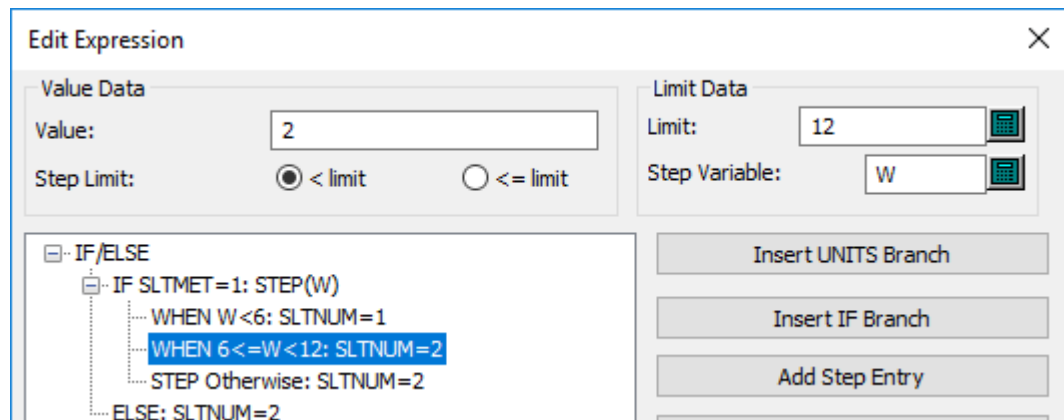 Edit Expression
Value Data
Value: 2
Step Limit: < limit <= limit
Limit Data
Limit: 12
Step Variable: W
IF/ELSE
IF SLTMET=1: STEP(W)
WHEN W<6: SLTNUM=1
WHEN 6<=W<12: SLTNUM=2
STEP Otherwise: SLTNUM=2
ELSE: SLTNUM=2
Insert UNITS Branch
Insert IF Branch
Add Step Entry